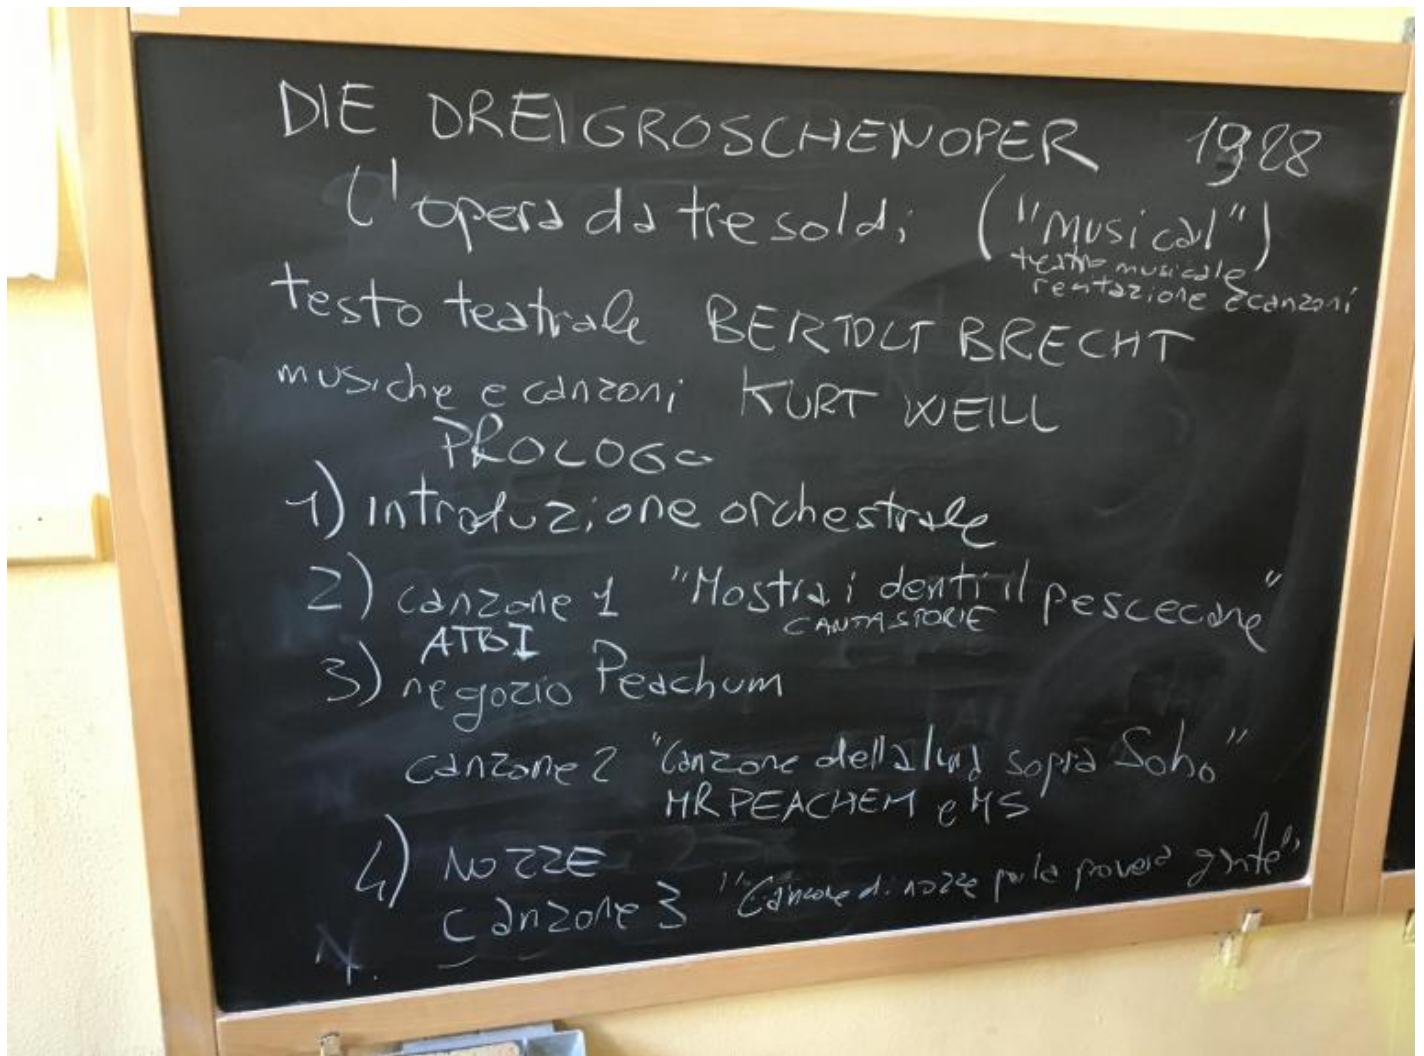 DIE DREIGROSCHENOPER 1928
l'opera da tre soldi ("musical")
teatro musicale
recitazione e canzoni
testo teatrale BERTOLT BRECHT
musiche e canzoni KURT WEILL
PROLOGO
1) introduzione orchestrale
2) canzone 1 "Mostra i denti il pescecane"
CANTASTORIE
ATTO I
3) negozio Peachum
canzone 2 "Canzone della luna sopra Soho"
MR PEACHEM e MS
4) NOZZE
canzone 3 "Canzone di nozze per la povera gente"